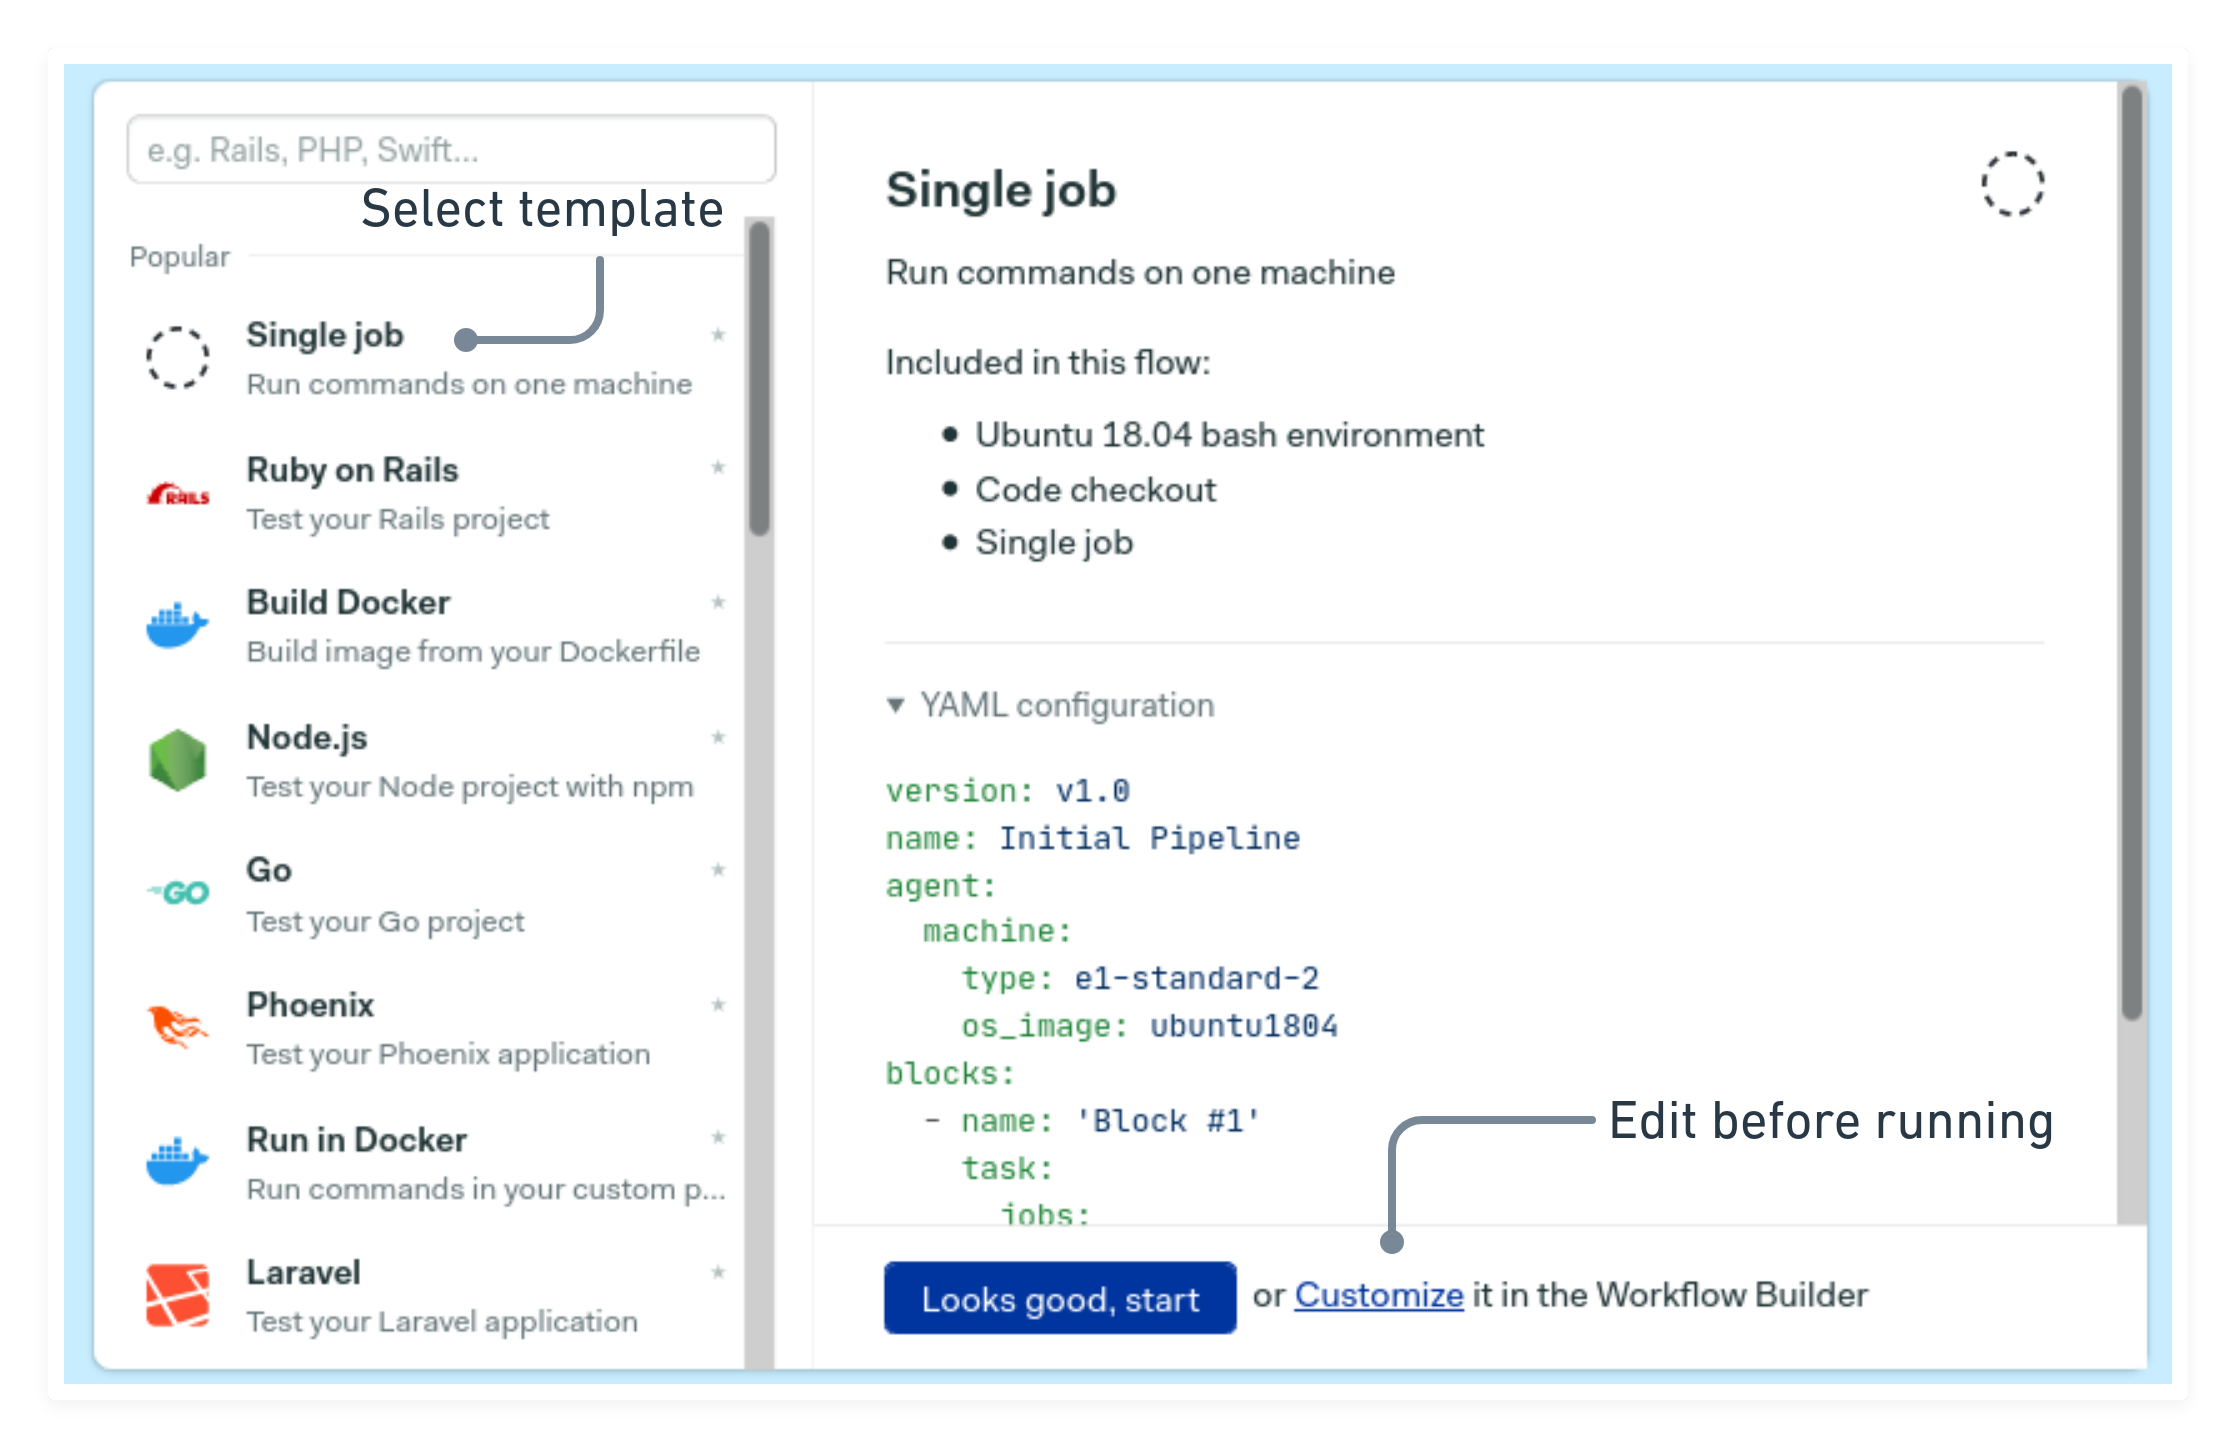 e.g. Rails, PHP, Swift...
Select template
Popular
Single job
Run commands on one machine
RAILS
Ruby on Rails
Test your Rails project
Build Docker
Build image from your Dockerfile
Node.js
Test your Node project with npm
GO
Go
Test your Go project
Phoenix
Test your Phoenix application
Run in Docker
Run commands in your custom p...
Laravel
Test your Laravel application
Single job
Run commands on one machine
Included in this flow:
Ubuntu 18.04 bash environment
Code checkout
Single job
YAML configuration
version: v1.0
name: Initial Pipeline
agent:
machine:
type: e1-standard-2
os_image: ubuntu1804
blocks:
- name: 'Block #1'
task:
jobs:
Edit before running
Looks good, start or Customize it in the Workflow Builder